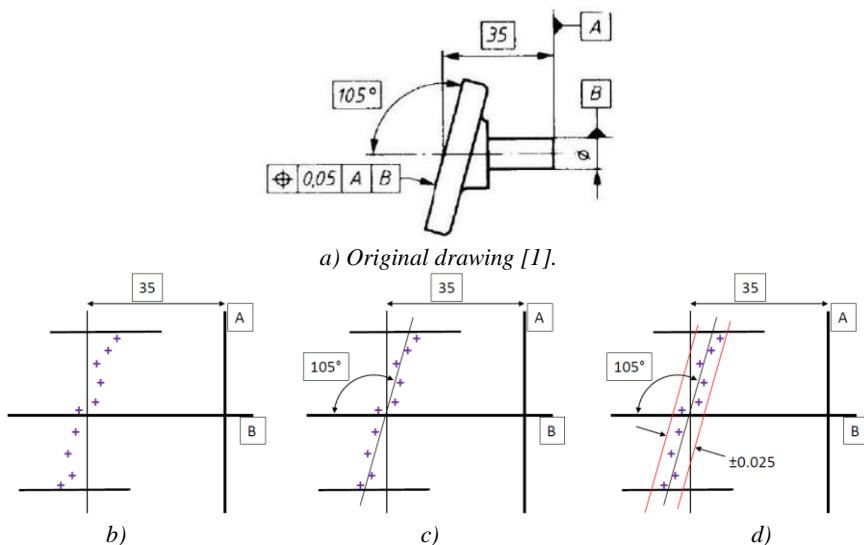 35
A
105°
B
ø
⌖ 0,05 A B
a) Original drawing [1].
35
A
B
b)
35
A
105°
B
c)
35
A
105°
B
±0.025
d)